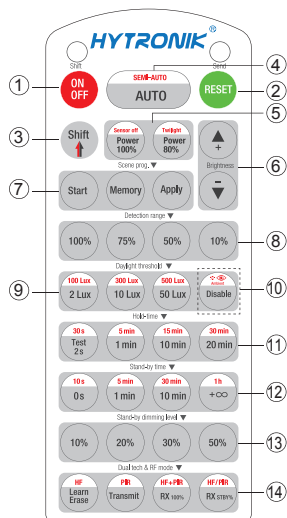 HYTRONIK®
Shift
Send
SEMI-AUTO
ON
OFF
AUTO
RESET
1
4
2
5
3
Shift
Sensor off
Power
100%
Twilight
Power
80%
+
Brightness
−
6
Scene prog. ▼
7
Start
Memory
Apply
Detection range ▼
100%
75%
50%
10%
8
Daylight threshold ▼
9
100 Lux
2 Lux
300 Lux
10 Lux
500 Lux
50 Lux
Ambient
Disable
10
Hold-time ▼
30s
Test
2s
5 min
1 min
15 min
10 min
30 min
20 min
11
Stand-by time ▼
10s
0s
5 min
1 min
30 min
10 min
1h
+∞
12
Stand-by dimming level ▼
10%
20%
30%
50%
13
Dual tech & RF mode ▼
HF
Learn
Erase
PIR
Transmit
HF+PIR
RX 100%
HF/PIR
RX STBY%
14